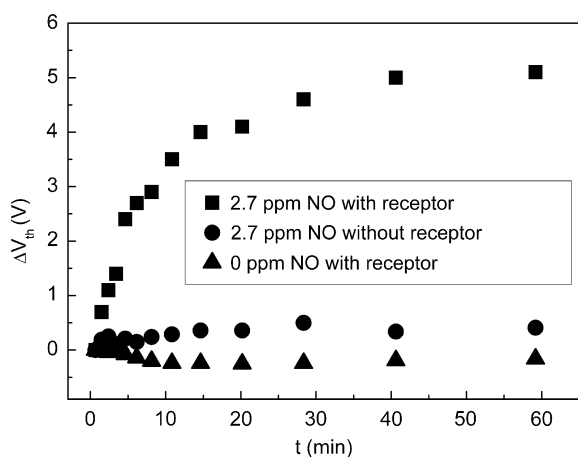 6
5
4
3
2
1
0
ΔV_th (V)
2.7 ppm NO with receptor
2.7 ppm NO without receptor
0 ppm NO with receptor
0 10 20 30 40 50 60
t (min)